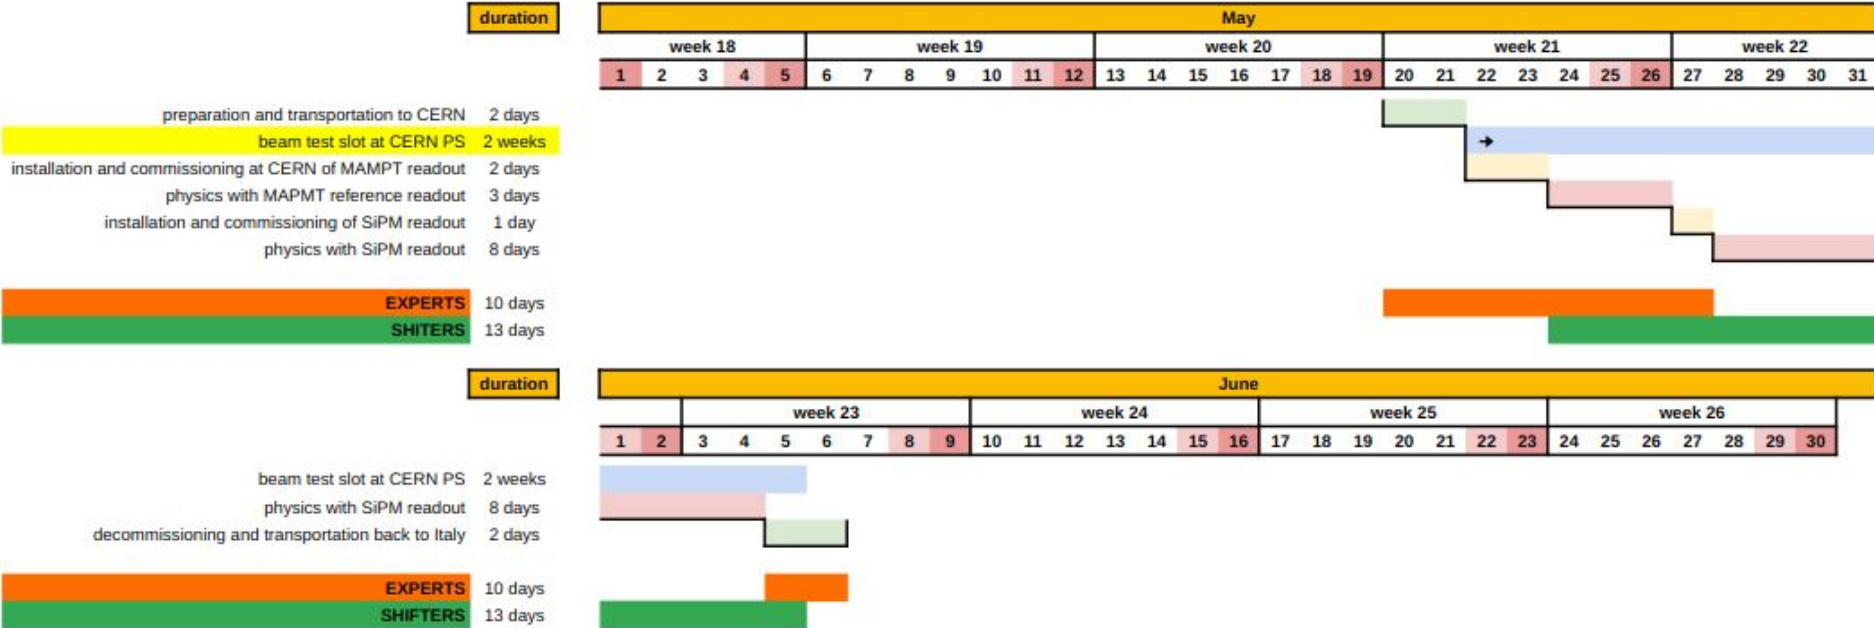 duration May
week 18 week 19 week 20 week 21 week 22
1 2 3 4 5 6 7 8 9 10 11 12 13 14 15 16 17 18 19 20 21 22 23 24 25 26 27 28 29 30 31
preparation and transportation to CERN 2 days
beam test slot at CERN PS 2 weeks ➔
installation and commissioning at CERN of MAMPT readout 2 days
physics with MAPMT reference readout 3 days
installation and commissioning of SiPM readout 1 day
physics with SiPM readout 8 days
EXPERTS 10 days
SHITERS 13 days
duration June
week 23 week 24 week 25 week 26
1 2 3 4 5 6 7 8 9 10 11 12 13 14 15 16 17 18 19 20 21 22 23 24 25 26 27 28 29 30
beam test slot at CERN PS 2 weeks
physics with SiPM readout 8 days
decommissioning and transportation back to Italy 2 days
EXPERTS 10 days
SHIFTERS 13 days